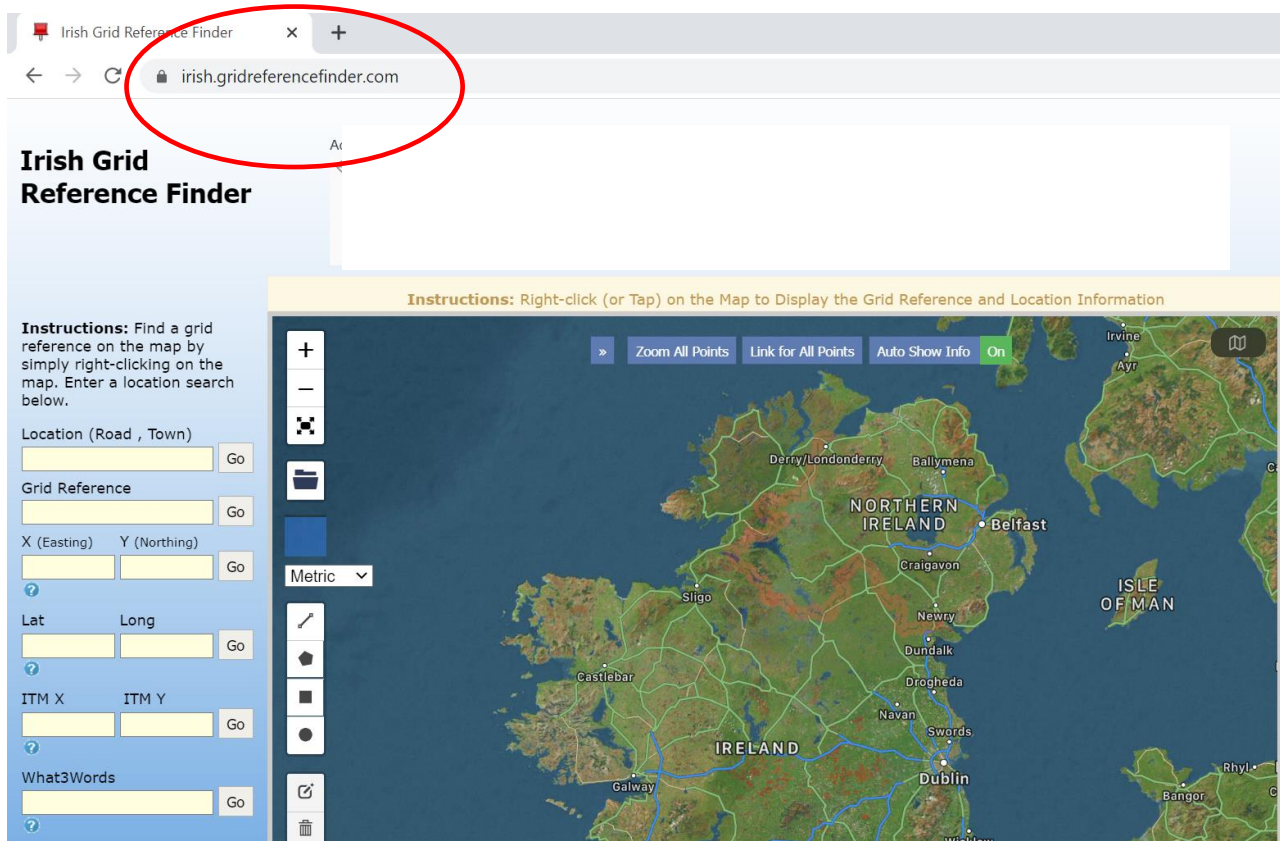 Irish Grid Reference Finder
irish.gridreferencefinder.com
Irish Grid
Reference Finder
Instructions: Right-click (or Tap) on the Map to Display the Grid Reference and Location Information
Instructions: Find a grid
reference on the map by
simply right-clicking on the
map. Enter a location search
below.
Location (Road , Town)
Go
Grid Reference
Go
X (Easting) Y (Northing)
Go
Lat Long
Go
ITM X ITM Y
Go
What3Words
Go
» Zoom All Points Link for All Points Auto Show Info On
Metric
Irvine
Ayr
Derry/Londonderry
Ballymena
NORTHERN
IRELAND
Belfast
Craigavon
Sligo
Newry
ISLE
OF MAN
Dundalk
Castlebar
Drogheda
Navan
Swords
IRELAND
Dublin
Galway
Rhyl
Bangor
Wicklow